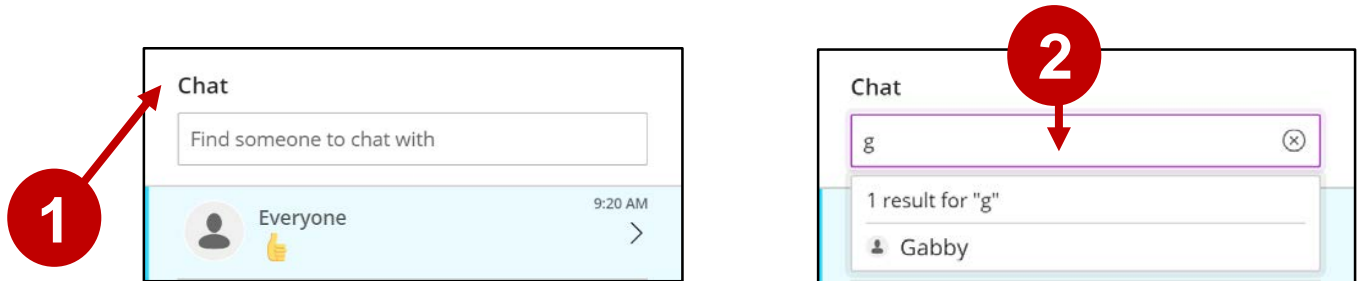 1
Chat
Find someone to chat with
Everyone
9:20 AM
👍
2
Chat
g
1 result for "g"
Gabby